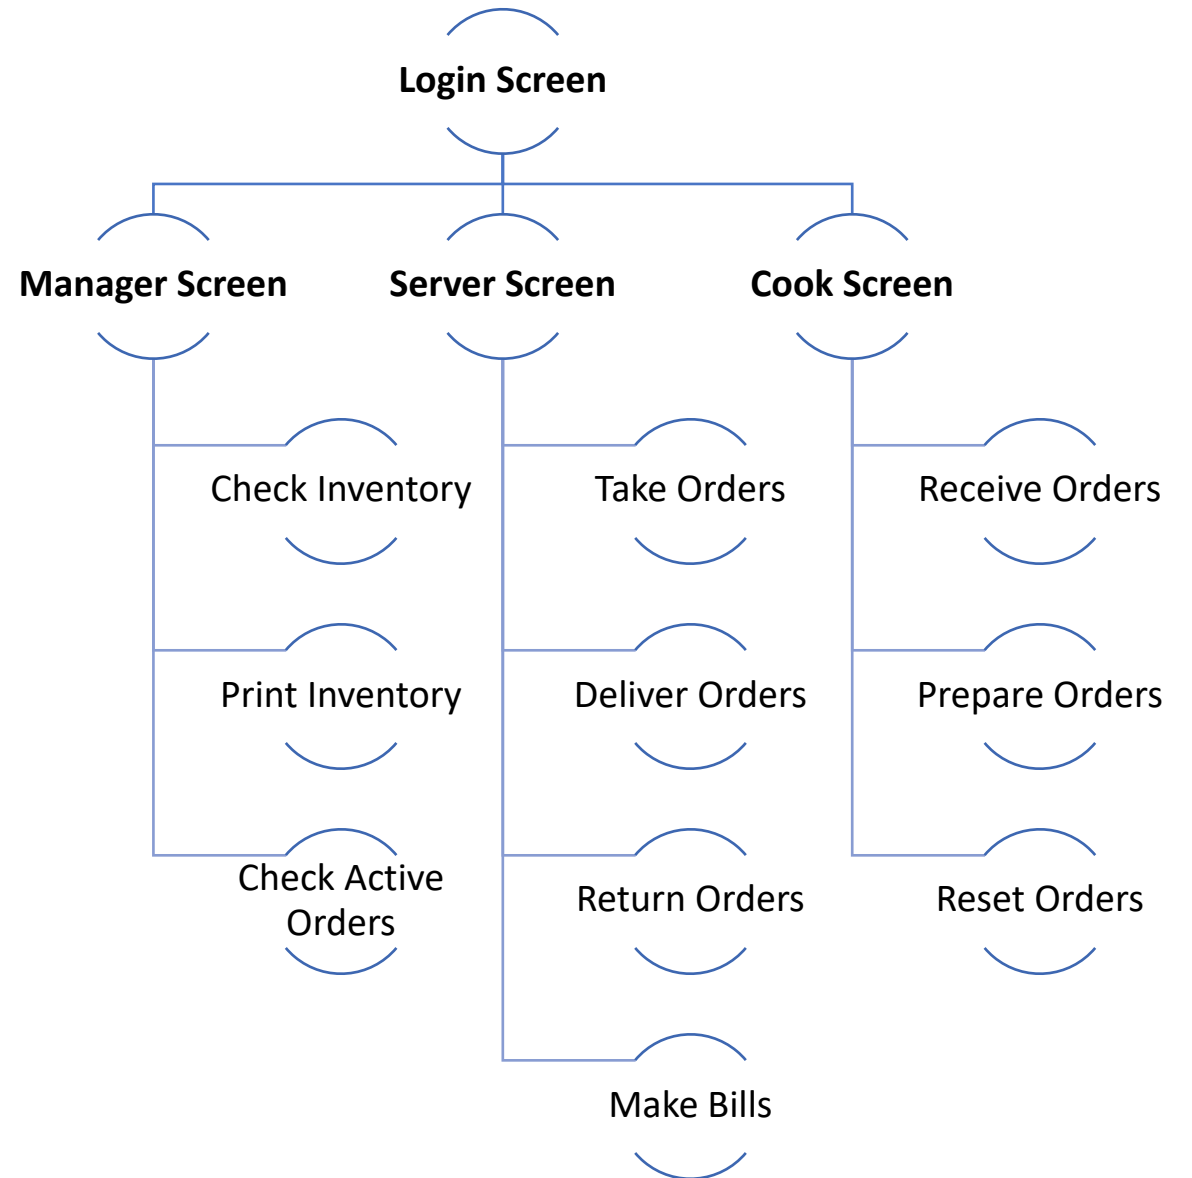 Login Screen
Manager Screen
Server Screen
Cook Screen
Check Inventory
Take Orders
Receive Orders
Print Inventory
Deliver Orders
Prepare Orders
Check Active
Orders
Return Orders
Reset Orders
Make Bills